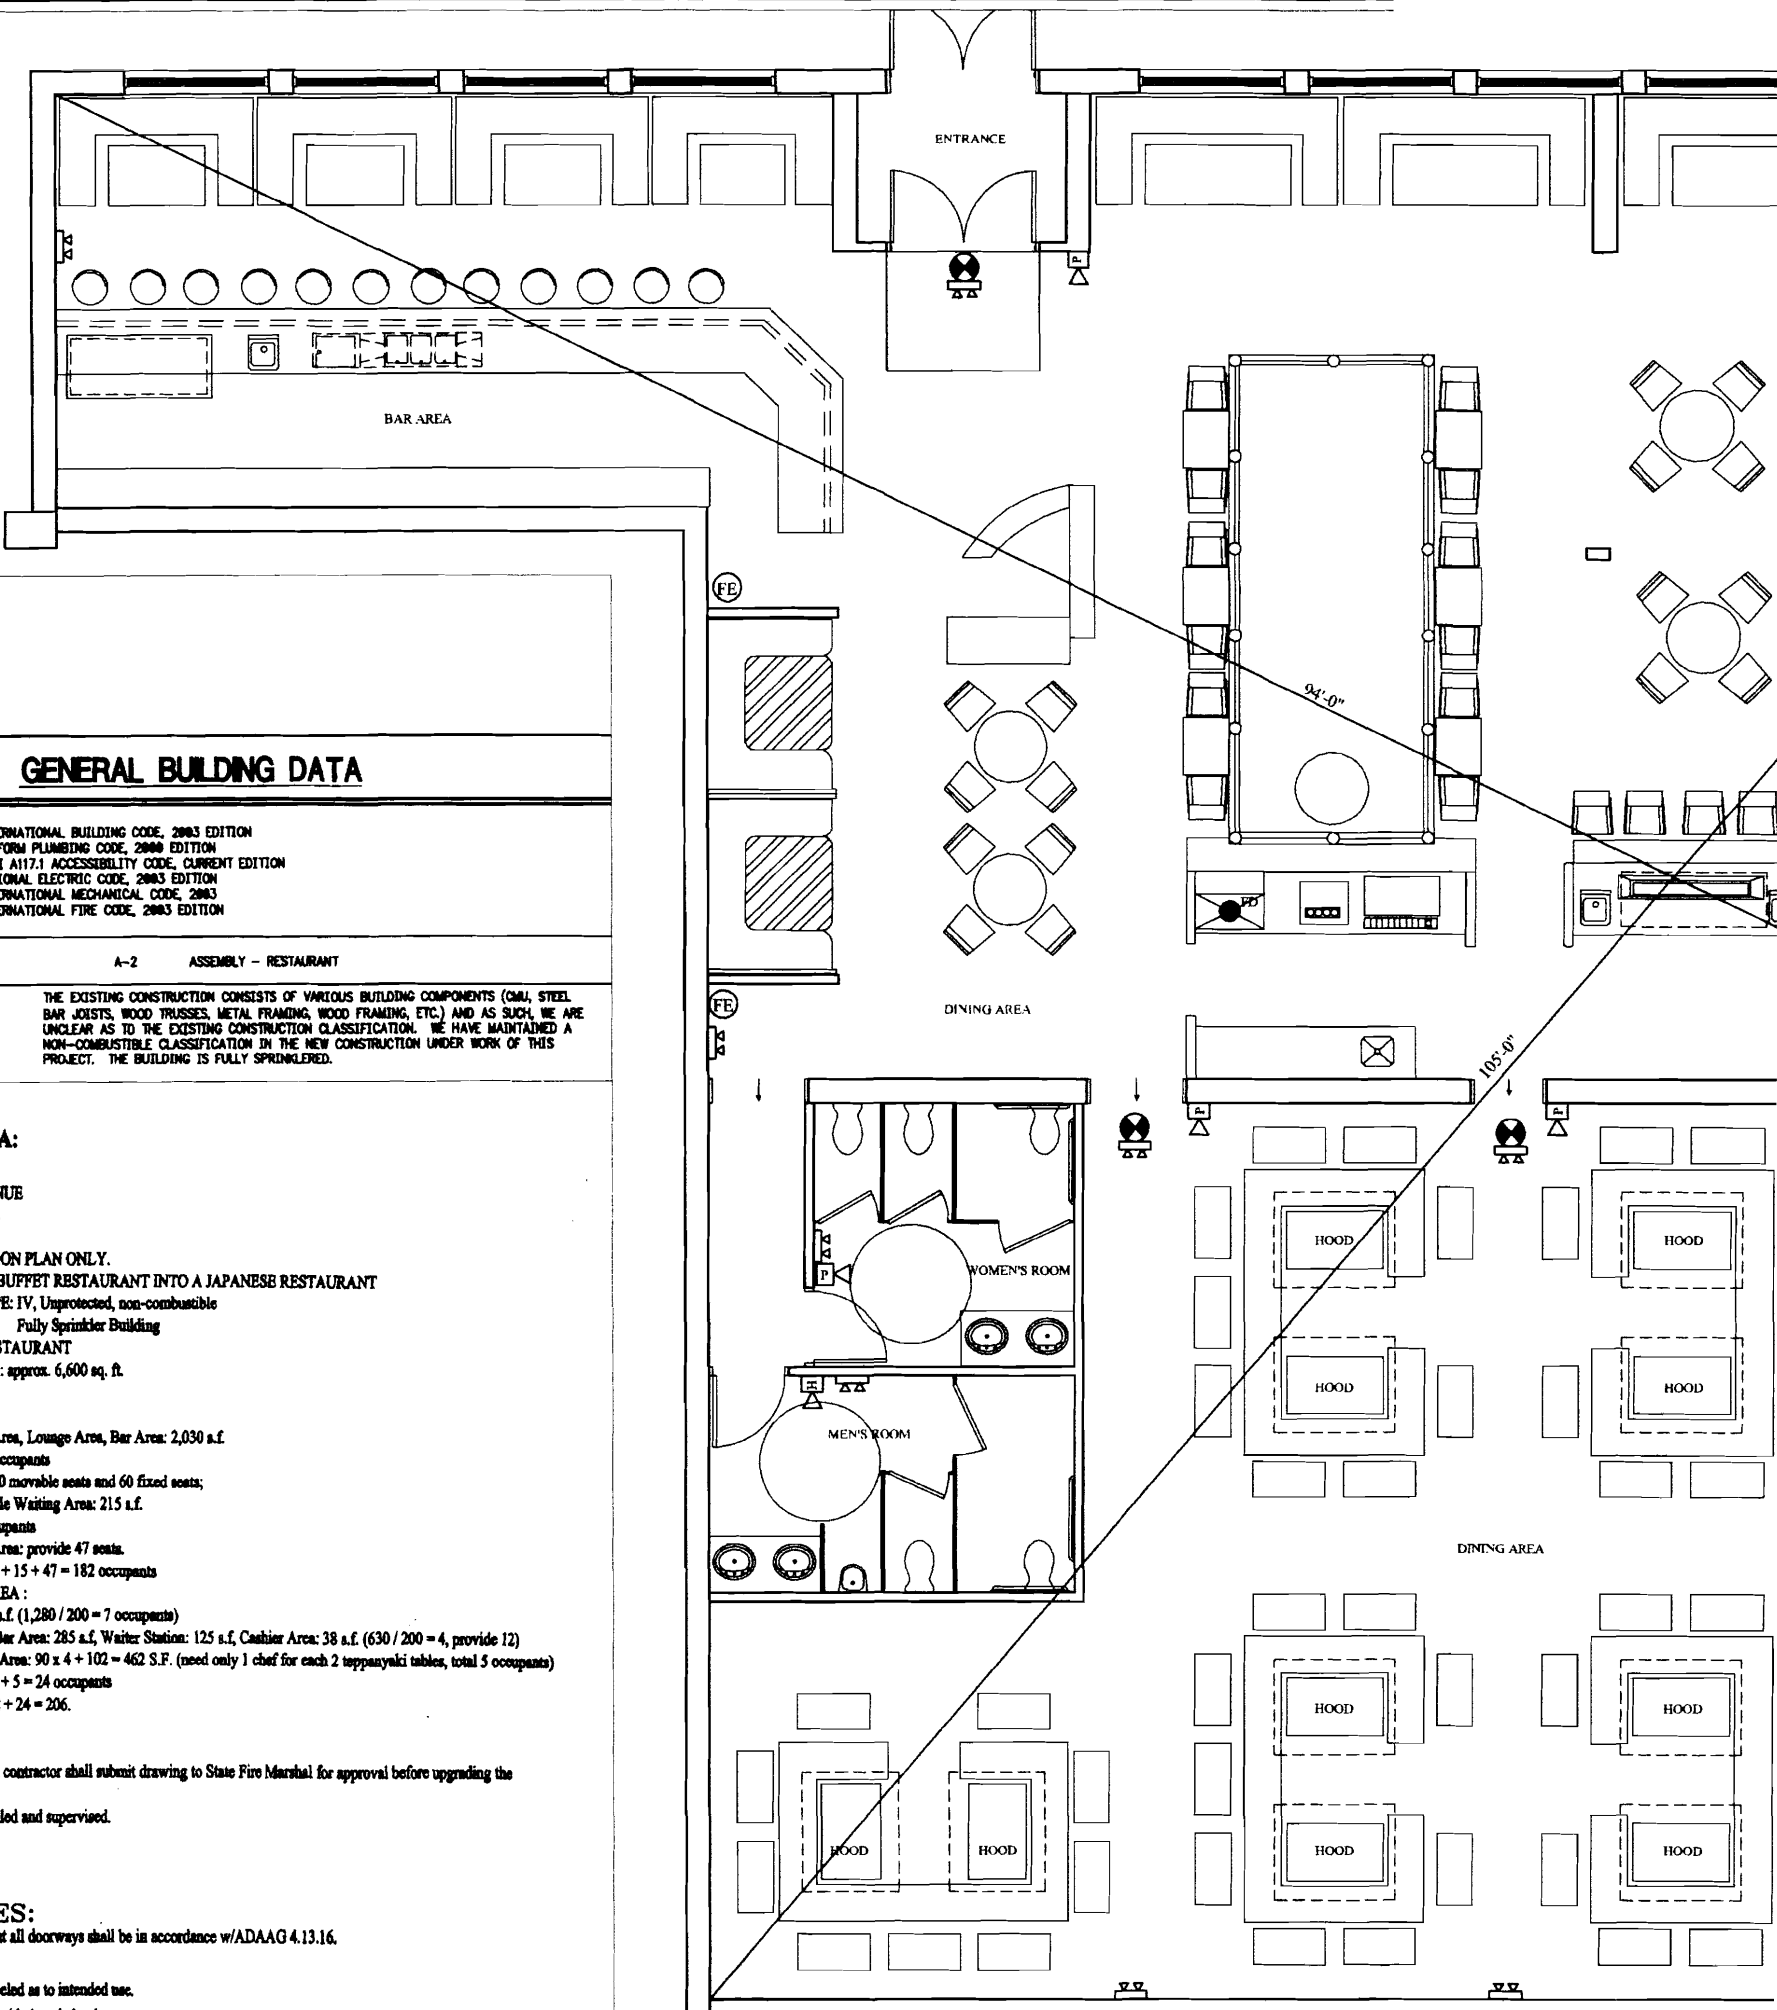 ENTRANCE
P
BAR AREA
FE
94'-0"
GENERAL BUILDING DATA
INTERNATIONAL BUILDING CODE, 2003 EDITION
PLUMBING CODE, 2000 EDITION
A117.1 ACCESSIBILITY CODE, CURRENT EDITION
ELECTRIC CODE, 2003 EDITION
MECHANICAL CODE, 2003
FIRE CODE, 2003 EDITION
FD
A-2 ASSEMBLY - RESTAURANT
THE EXISTING CONSTRUCTION CONSISTS OF VARIOUS BUILDING COMPONENTS (CMU, STEEL
BAR JOISTS, WOOD TRUSSES, METAL FRAMING, WOOD FRAMING, ETC.) AND AS SUCH, WE ARE
UNCLEAR AS TO THE EXISTING CONSTRUCTION CLASSIFICATION. WE HAVE MAINTAINED A
NON-COMBUSTIBLE CLASSIFICATION IN THE NEW CONSTRUCTION UNDER WORK OF THIS
PROJECT. THE BUILDING IS FULLY SPRINKLERED.
FE
DINING AREA
105'-0"
P
P
A:
NUE
ON PLAN ONLY.
BUFFET RESTAURANT INTO A JAPANESE RESTAURANT
E: IV, Unprotected, non-combustible
Fully Sprinkler Building
STAURANT
: approx. 6,600 sq. ft.
HOOD
HOOD
WOMEN'S ROOM
P
HOOD
HOOD
H
MEN'S ROOM
rea, Lounge Area, Bar Area: 2,030 s.f.
ccupants
0 movable seats and 60 fixed seats;
le Waiting Area: 215 s.f.
upants
rea: provide 47 seats.
+ 15 + 47 = 182 occupants
EA :
s.f. (1,280 / 200 = 7 occupants)
Bar Area: 285 s.f, Waiter Station: 125 s.f, Cashier Area: 38 s.f. (630 / 200 = 4, provide 12)
Area: 90 x 4 + 102 = 462 S.F. (need only 1 chef for each 2 teppanyaki tables, total 5 occupants)
+ 5 = 24 occupants
+ 24 = 206.
DINING AREA
HOOD
HOOD
contractor shall submit drawing to State Fire Marshal for approval before upgrading the
led and supervised.
HOOD
HOOD
HOOD
HOOD
ES:
t all doorways shall be in accordance w/ADAAG 4.13.16.
eled as to intended use.